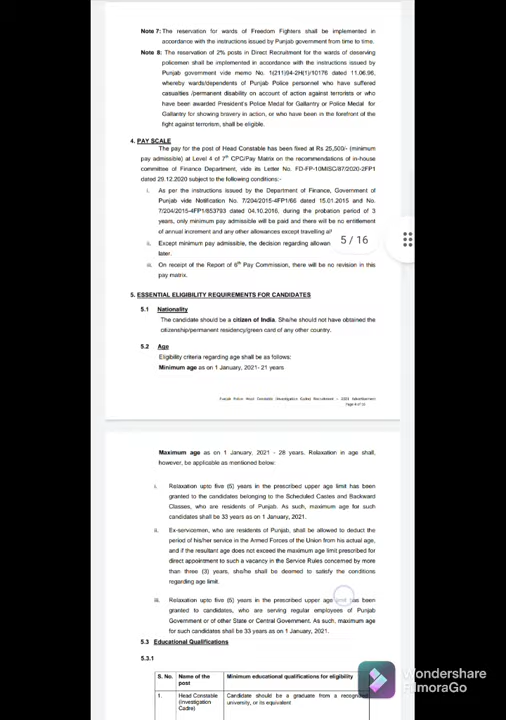 Note 7: The reservation for wards of Freedom Fighters shall be implemented in
accordance with the instructions issued by Punjab government from time to time.
Note 8: The reservation of 2% posts in Direct Recruitment for the wards of deserving
policemen shall be implemented in accordance with the instructions issued by
Punjab government vide memo No. 1(211)04-2H(1)/10176 dated 11.06.96,
whereby wards/dependents of Punjab Police personnel who have suffered
casualties /permanent disability on account of action against terrorists or who
have been awarded President's Police Medal for Gallantry or Police Medal for
Gallantry for showing bravery in action, or who have been in the forefront of the
fight against terrorism, shall be eligible.
4. PAY SCALE
The pay for the post of Head Constable has been fixed at Rs 25,500/- (minimum
pay admissible) at Level 4 of 7th CPC/Pay Matrix on the recommendations of in-house
committee of Finance Department, vide its Letter No. FD-FP-10MISC/87/2020-2FP1
dated 29.12.2020 subject to the following conditions:-
i. As per the instructions issued by the Department of Finance, Government of
Punjab vide Notification No. 7/204/2015-4FP1/66 dated 15.01.2015 and No.
7/204/2015-4FP1/853793 dated 04.10.2016, during the probation period of 3
years, only minimum pay admissible will be paid and there will be no entitlement
of annual increment and any other allowances except travelling al
5 / 16
ii. Except minimum pay admissible, the decision regarding allowan
later.
iii. On receipt of the Report of 6th Pay Commission, there will be no revision in this
pay matrix.
5. ESSENTIAL ELIGIBILITY REQUIREMENTS FOR CANDIDATES
5.1 Nationality
The candidate should be a citizen of India. She/he should not have obtained the
citizenship/permanent residency/green card of any other country.
5.2 Age
Eligibility criteria regarding age shall be as follows:
Minimum age as on 1 January, 2021- 21 years
Punjab Police Head Constable (Investigation Cadre) Recruitment – 2021 Advertisement
Page 4 of 16
Maximum age as on 1 January, 2021 - 28 years. Relaxation in age shall,
however, be applicable as mentioned below:
i. Relaxation upto five (5) years in the prescribed upper age limit has been
granted to the candidates belonging to the Scheduled Castes and Backward
Classes, who are residents of Punjab. As such, maximum age for such
candidates shall be 33 years as on 1 January, 2021.
ii. Ex-servicemen, who are residents of Punjab, shall be allowed to deduct the
period of his/her service in the Armed Forces of the Union from his actual age,
and if the resultant age does not exceed the maximum age limit prescribed for
direct appointment to such a vacancy in the Service Rules concerned by more
than three (3) years, she/he shall be deemed to satisfy the conditions
regarding age limit.
iii. Relaxation upto five (5) years in the prescribed upper age limit has been
granted to candidates, who are serving regular employees of Punjab
Government or of other State or Central Government. As such, maximum age
for such candidates shall be 33 years as on 1 January, 2021.
5.3 Educational Qualifications
5.3.1
S. No. Name of the post Minimum educational qualifications for eligibility
1. Head Constable (Investigation Cadre) Candidate should be a graduate from a recognized
university, or its equivalent
Wondershare
FilmoraGo